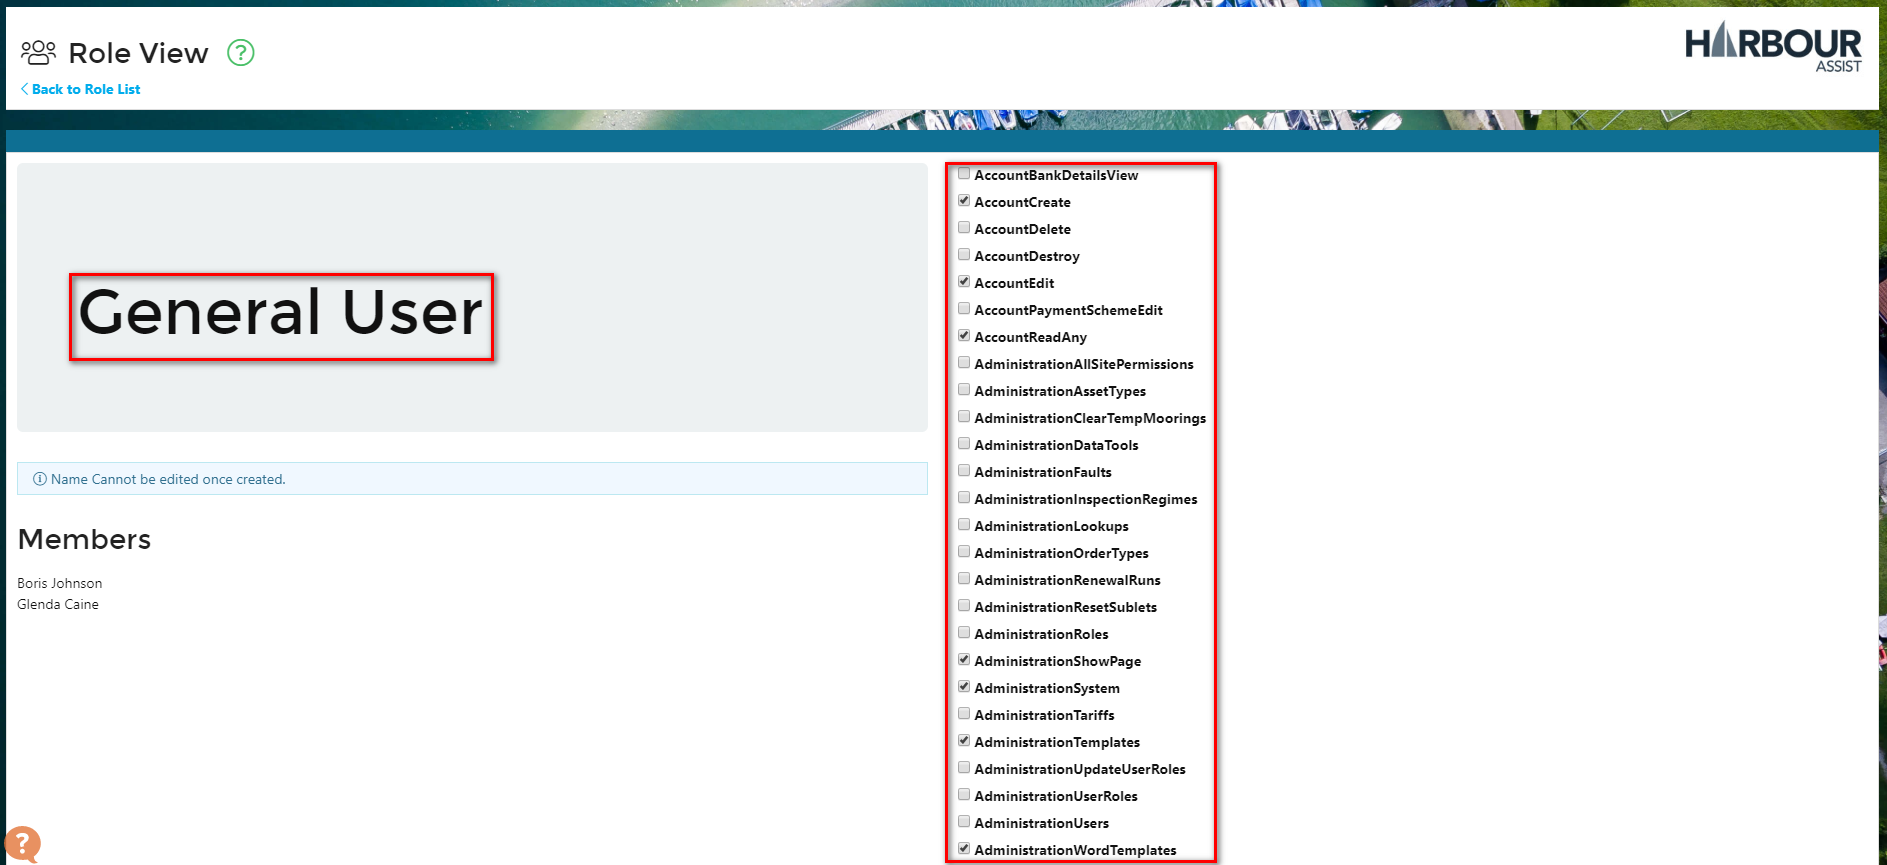 Role View ?
HARBOUR
ASSIST
Back to Role List
General User
Name Cannot be edited once created.
Members
Boris Johnson
Glenda Caine
AccountBankDetailsView
AccountCreate
AccountDelete
AccountDestroy
AccountEdit
AccountPaymentSchemeEdit
AccountReadAny
AdministrationAllSitePermissions
AdministrationAssetTypes
AdministrationClearTempMoorings
AdministrationDataTools
AdministrationFaults
AdministrationInspectionRegimes
AdministrationLookups
AdministrationOrderTypes
AdministrationRenewalRuns
AdministrationResetSublets
AdministrationRoles
AdministrationShowPage
AdministrationSystem
AdministrationTariffs
AdministrationTemplates
AdministrationUpdateUserRoles
AdministrationUserRoles
AdministrationUsers
AdministrationWordTemplates
?